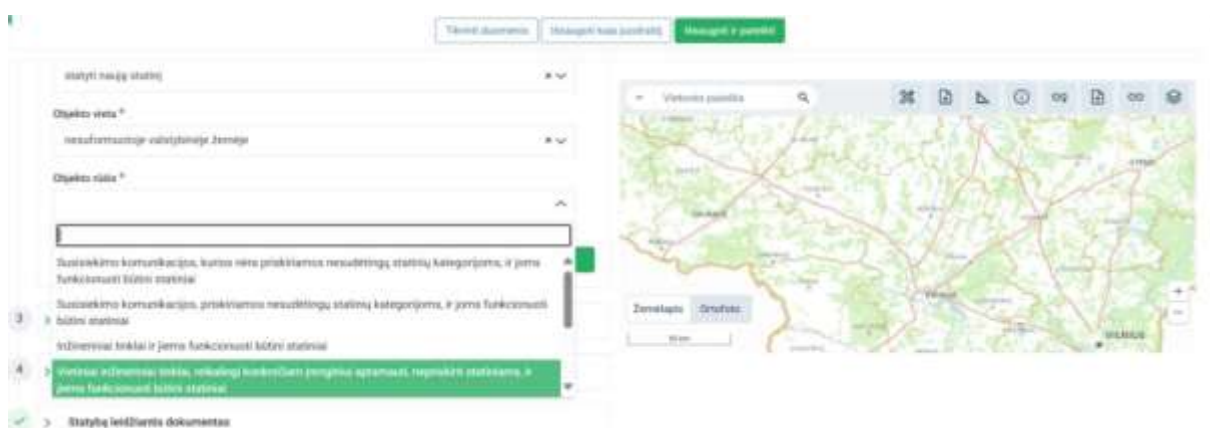 Tikrinti duomenis Išsaugoti kaip juodraštį Išsaugoti ir pateikti
statyti naują statinį
Objekto vieta *
nesuformuotoje valstybinėje žemėje
Objekto rūšis *
Susisiekimo komunikacijos, kurios nėra priskiriamos nesudėtingų statinių kategorijoms, ir joms
funkcionuoti būtini statiniai
Susisiekimo komunikacijos, priskiriamos nesudėtingų statinių kategorijoms, ir joms funkcionuoti
būtini statiniai
Inžineriniai tinklai ir jiems funkcionuoti būtini statiniai
Vietiniai inžineriniai tinklai, reikalingi konkrečiam įrenginiui aptarnauti, nepriskirti statiniams, ir
jiems funkcionuoti būtini statiniai
3
4
Statybą leidžiantis dokumentas
Vietovės paieška
Žemėlapis Ortofoto
VILNIUS